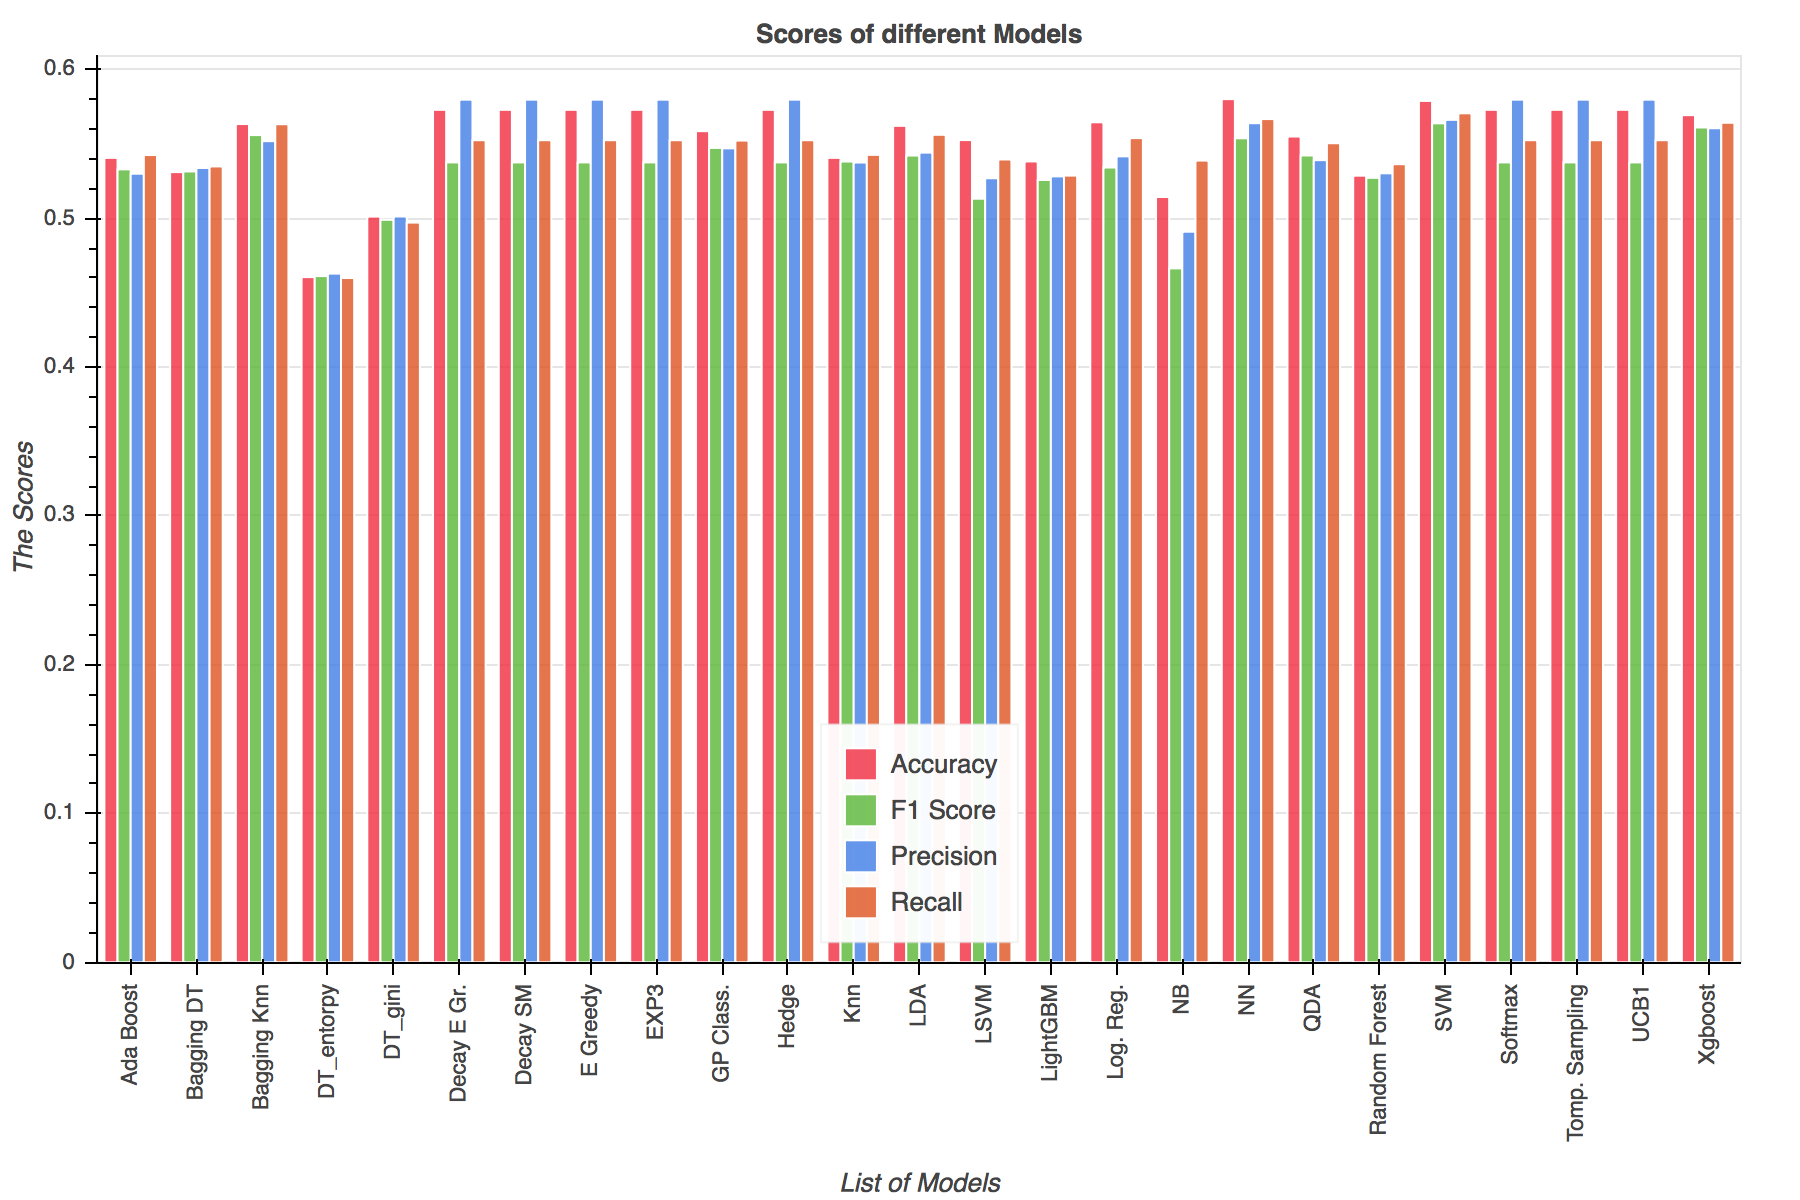 Scores of different Models
0.6
0.5
0.4
0.3
0.2
0.1
0
The Scores
Accuracy
F1 Score
Precision
Recall
Ada Boost
Bagging DT
Bagging Knn
DT_entorpy
DT_gini
Decay E Gr.
Decay SM
E Greedy
EXP3
GP Class.
Hedge
Knn
LDA
LSVM
LightGBM
Log. Reg.
NB
NN
QDA
Random Forest
SVM
Softmax
Tomp. Sampling
UCB1
Xgboost
List of Models